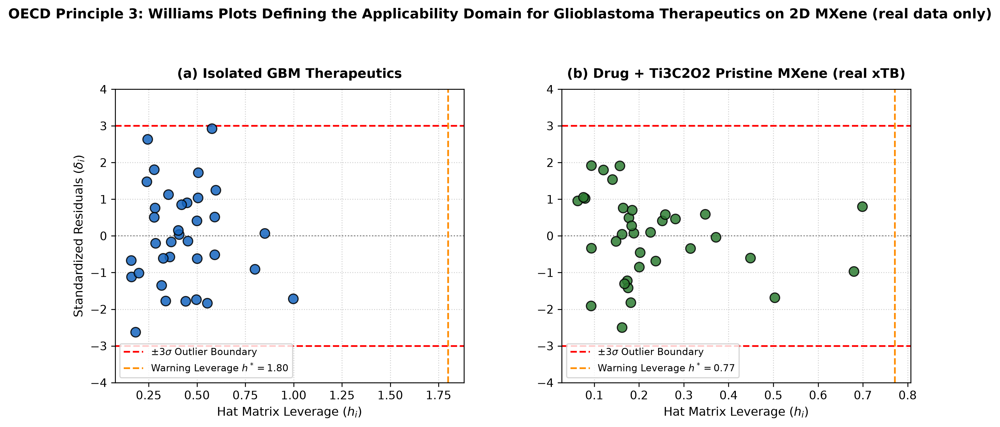 OECD Principle 3: Williams Plots Defining the Applicability Domain for Glioblastoma Therapeutics on 2D MXene (real data only)
(a) Isolated GBM Therapeutics
4
3
2
1
0
−1
−2
−3
−4
Standardized Residuals (δi)
±3σ Outlier Boundary
Warning Leverage h* = 1.80
0.25 0.50 0.75 1.00 1.25 1.50 1.75
Hat Matrix Leverage (hi)
(b) Drug + Ti3C2O2 Pristine MXene (real xTB)
4
3
2
1
0
−1
−2
−3
−4
±3σ Outlier Boundary
Warning Leverage h* = 0.77
0.1 0.2 0.3 0.4 0.5 0.6 0.7 0.8
Hat Matrix Leverage (hi)